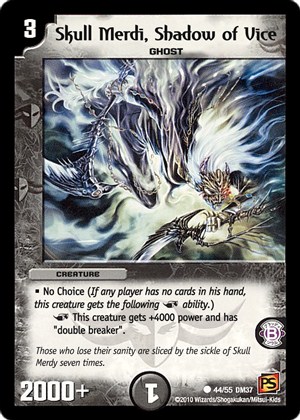 3 Skull Merdi, Shadow of Vice
GHOST
CREATURE
▪ No Choice (If any player has no cards in his hand,
this creature gets the following ability.)
This creature gets +4000 power and has
"double breaker".
Those who lose their sanity are sliced by the sickle of Skull
Merdi seven times.
B
2000+
1
44/55 DM37
©2010 Wizards/Shogakukan/Mitsui-Kids
PS